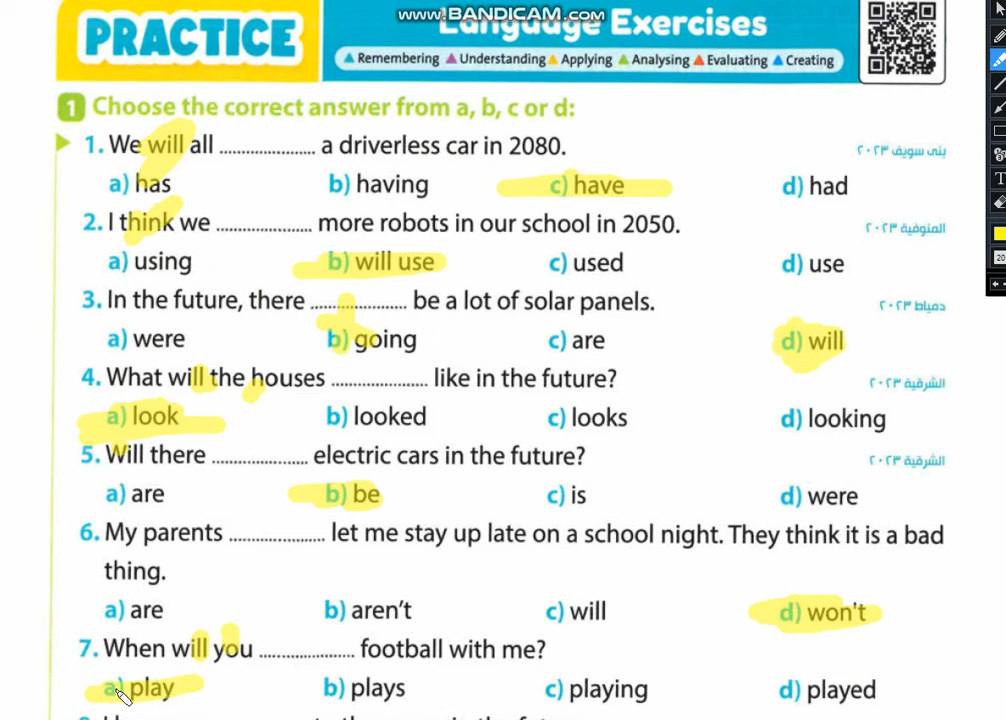 www.BANDICAM.com
PRACTICE
Language Exercises
Remembering Understanding Applying Analysing Evaluating Creating
1 Choose the correct answer from a, b, c or d:
1. We will all .................... a driverless car in 2080. بنى سويف ٢٠٢٣
a) has b) having c) have d) had
2. I think we .................... more robots in our school in 2050. المنوفية ٢٠٢٣
a) using b) will use c) used d) use
3. In the future, there .................... be a lot of solar panels. دمياط ٢٠٢٣
a) were b) going c) are d) will
4. What will the houses .................... like in the future? الشرقية ٢٠٢٣
a) look b) looked c) looks d) looking
5. Will there .................... electric cars in the future? الشرقية ٢٠٢٣
a) are b) be c) is d) were
6. My parents .................... let me stay up late on a school night. They think it is a bad
thing.
a) are b) aren't c) will d) won't
7. When will you .................... football with me?
a) play b) plays c) playing d) played
20